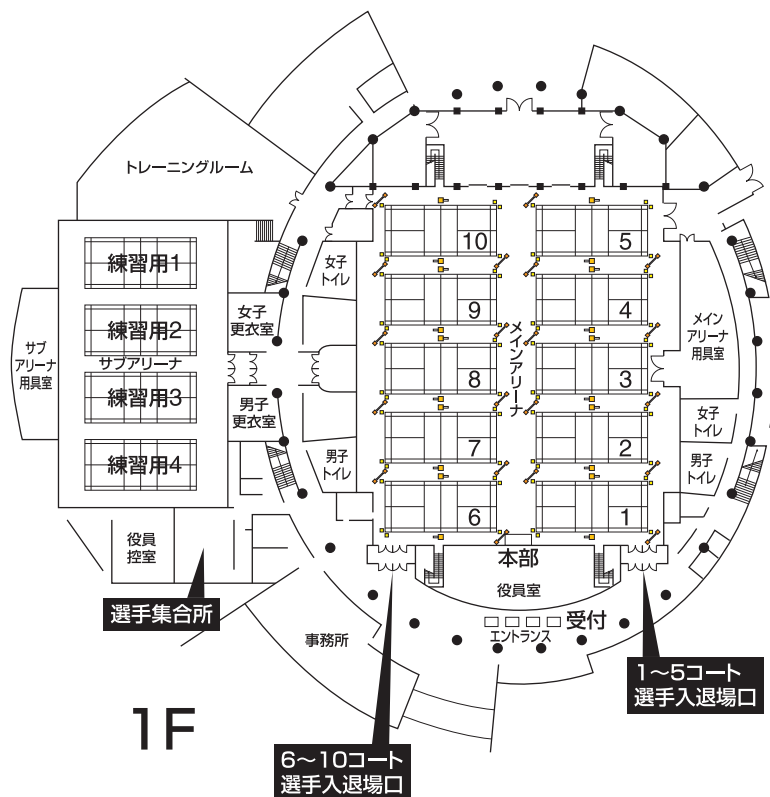 トレーニングルーム
練習用1
練習用2
サブアリーナ
練習用3
練習用4
サブ
アリーナ
用具室
女子
更衣室
男子
更衣室
女子
トイレ
男子
トイレ
10
9
8
7
6
メインアリーナ
5
4
3
2
1
メイン
アリーナ
用具室
女子
トイレ
男子
トイレ
役員
控室
選手集合所
本部
役員室
受付
エントランス
事務所
1〜5コート
選手入退場口
6〜10コート
選手入退場口
1F